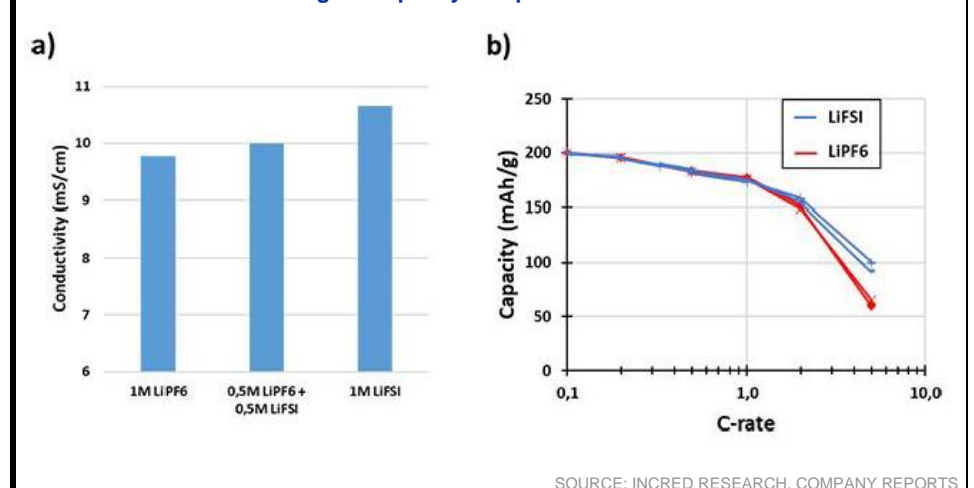 a)
b)
Conductivity (mS/cm)
11
10
9
8
7
6
1M LiPF6
0,5M LiPF6 +
0,5M LiFSI
1M LiFSI
Capacity (mAh/g)
250
200
150
100
50
0
LiFSI
LiPF6
0,1
1,0
10,0
C-rate
SOURCE: INCRED RESEARCH, COMPANY REPORTS